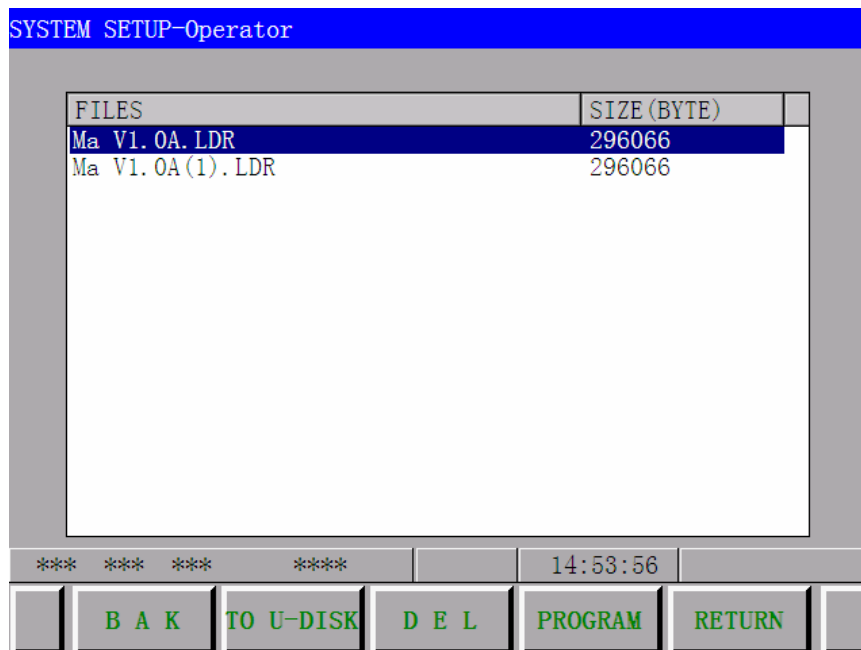 SYSTEM SETUP-Operator
FILES SIZE(BYTE)
Ma V1.0A.LDR 296066
Ma V1.0A(1).LDR 296066
*** *** *** **** 14:53:56
B A K TO U-DISK D E L PROGRAM RETURN